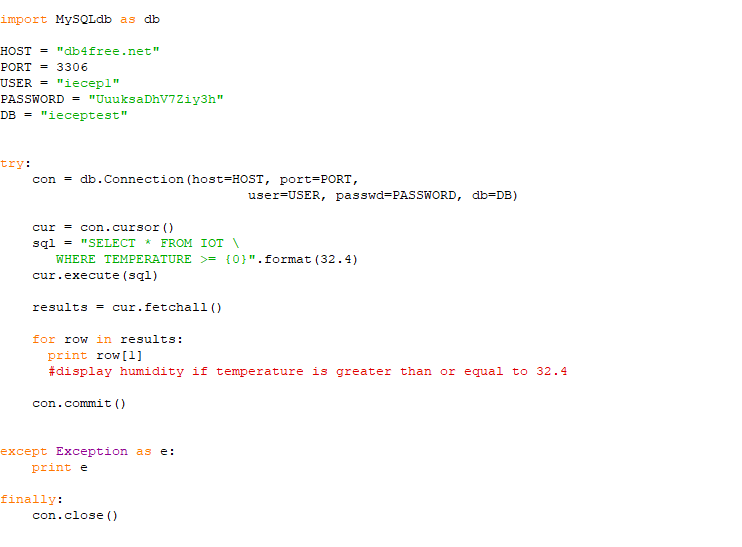 import MySQLdb as db
HOST = "db4free.net"
PORT = 3306
USER = "iecep1"
PASSWORD = "UuuksaDhV7Ziy3h"
DB = "ieceptest"
try:
    con = db.Connection(host=HOST, port=PORT,
                               user=USER, passwd=PASSWORD, db=DB)
    cur = con.cursor()
    sql = "SELECT * FROM IOT \
       WHERE TEMPERATURE >= {0}".format(32.4)
    cur.execute(sql)
    results = cur.fetchall()
    for row in results:
      print row[1]
      #display humidity if temperature is greater than or equal to 32.4
    con.commit()
except Exception as e:
    print e
finally:
    con.close()